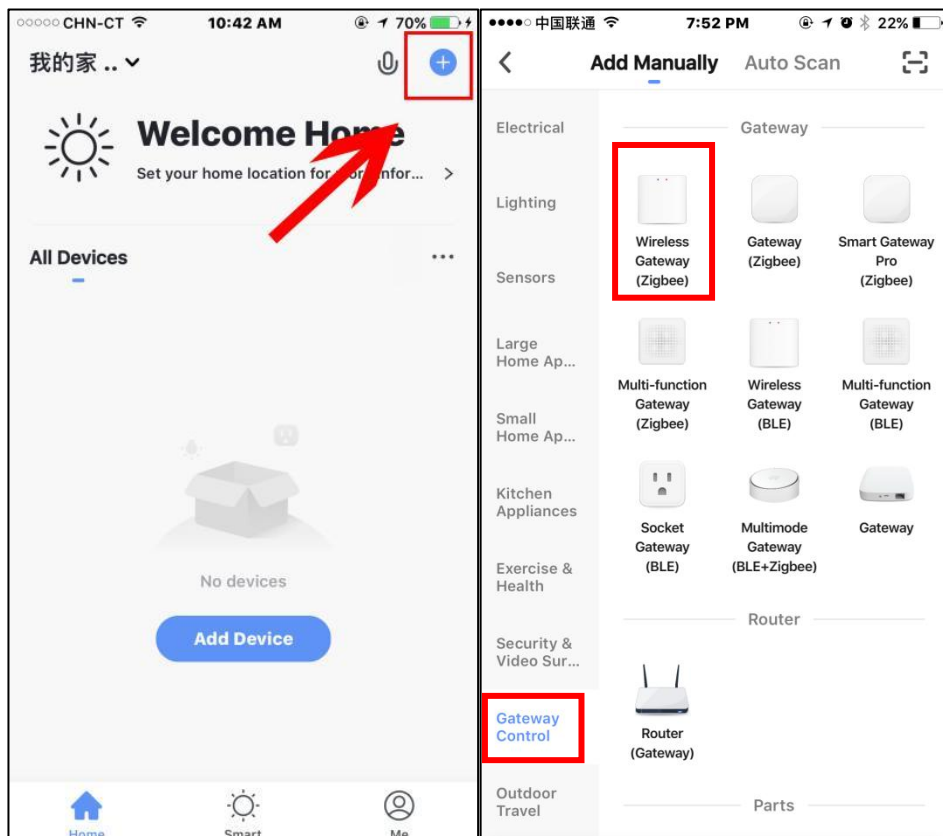 CHN-CT 10:42 AM 70%
我的家 ..
Welcome Home
Set your home location for more infor...
All Devices
No devices
Add Device
Home
Smart
Me
中国联通 7:52 PM 22%
Add Manually Auto Scan
Electrical
Lighting
Sensors
Large
Home Ap...
Small
Home Ap...
Kitchen
Appliances
Exercise &
Health
Security &
Video Sur...
Gateway
Control
Outdoor
Travel
Gateway
Wireless
Gateway
(Zigbee)
Gateway
(Zigbee)
Smart Gateway
Pro
(Zigbee)
Multi-function
Gateway
(Zigbee)
Wireless
Gateway
(BLE)
Multi-function
Gateway
(BLE)
Socket
Gateway
(BLE)
Multimode
Gateway
(BLE+Zigbee)
Gateway
Router
Router
(Gateway)
Parts